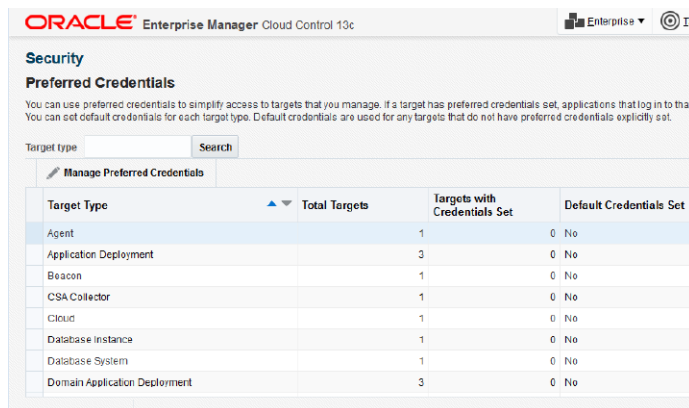 ORACLE® Enterprise Manager Cloud Control 13c
Enterprise
Security
Preferred Credentials
You can use preferred credentials to simplify access to targets that you manage. If a target has preferred credentials set, applications that log in to
You can set default credentials for each target type. Default credentials are used for any targets that do not have preferred credentials explicitly set.
Target type Search
Manage Preferred Credentials
Target Type Total Targets Targets with Credentials Set Default Credentials Set
Agent 1 0 No
Application Deployment 3 0 No
Beacon 1 0 No
CSA Collector 1 0 No
Cloud 1 0 No
Database Instance 1 0 No
Database System 1 0 No
Domain Application Deployment 3 0 No